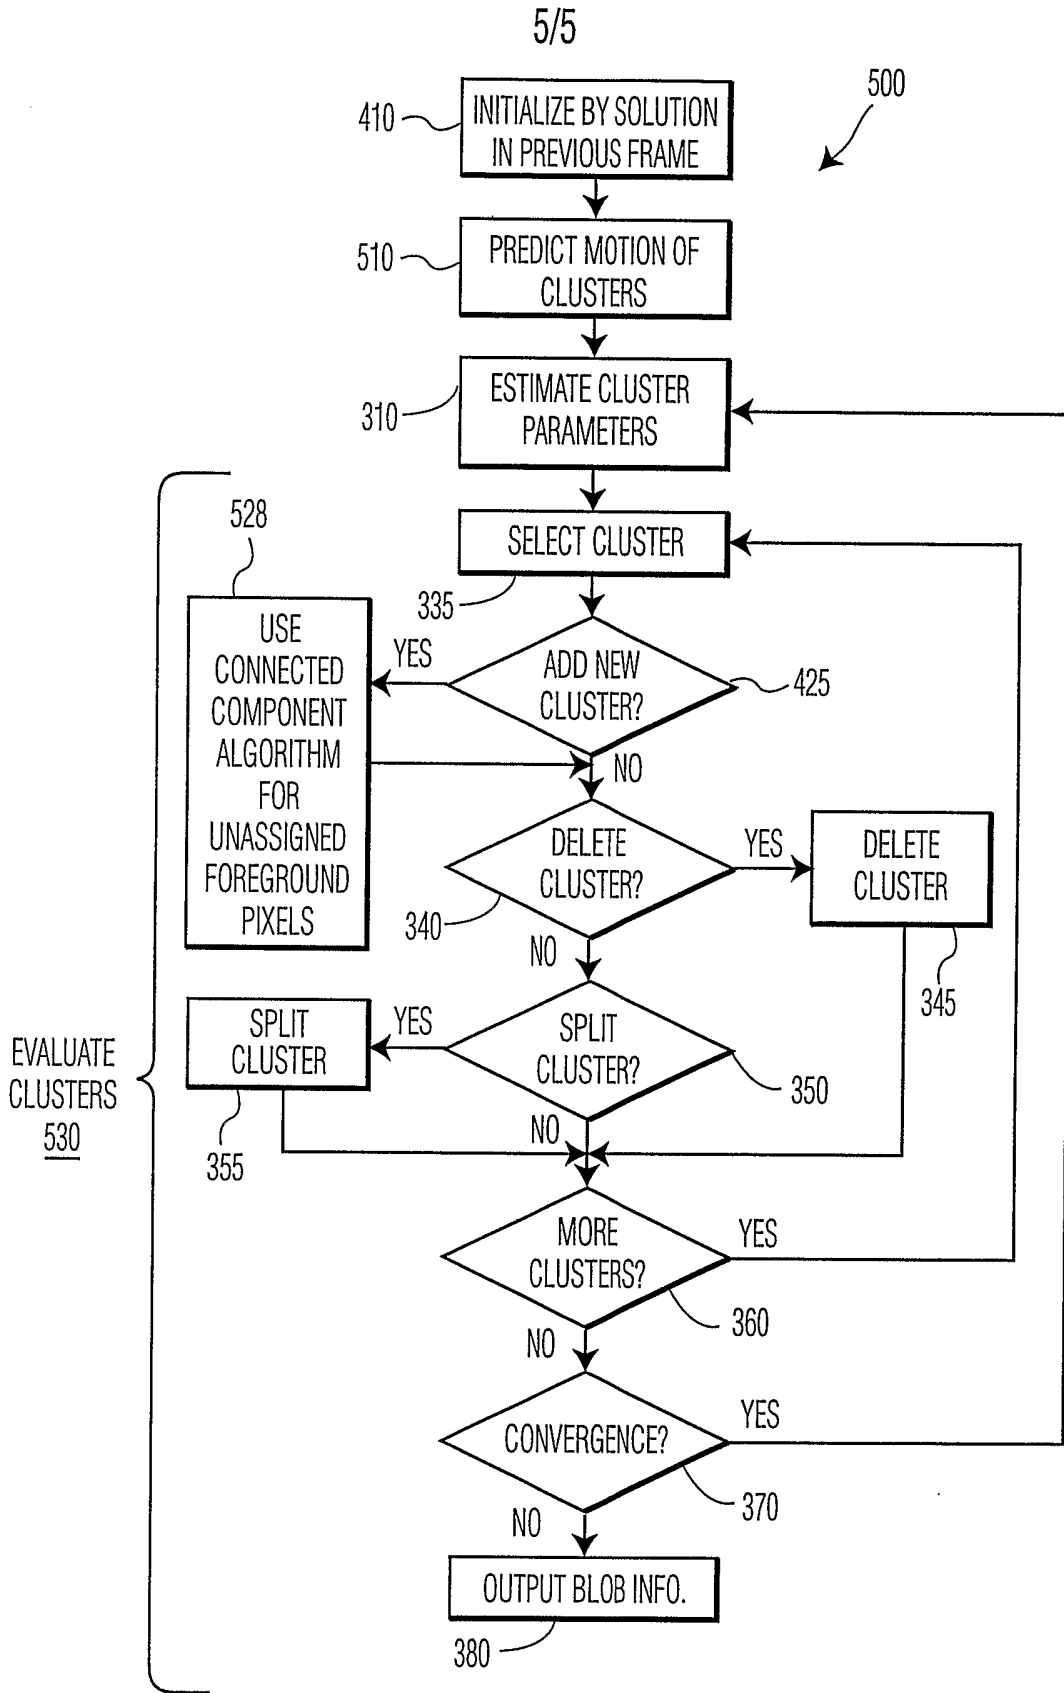 5/5
500
410
INITIALIZE BY SOLUTION
IN PREVIOUS FRAME
510
PREDICT MOTION OF
CLUSTERS
310
ESTIMATE CLUSTER
PARAMETERS
SELECT CLUSTER
335
528
USE
CONNECTED
COMPONENT
ALGORITHM
FOR
UNASSIGNED
FOREGROUND
PIXELS
YES
ADD NEW
CLUSTER?
425
NO
DELETE
CLUSTER?
340
YES
DELETE
CLUSTER
345
NO
SPLIT
CLUSTER
355
YES
SPLIT
CLUSTER?
350
NO
EVALUATE
CLUSTERS
530
MORE
CLUSTERS?
YES
360
NO
CONVERGENCE?
YES
370
NO
OUTPUT BLOB INFO.
380